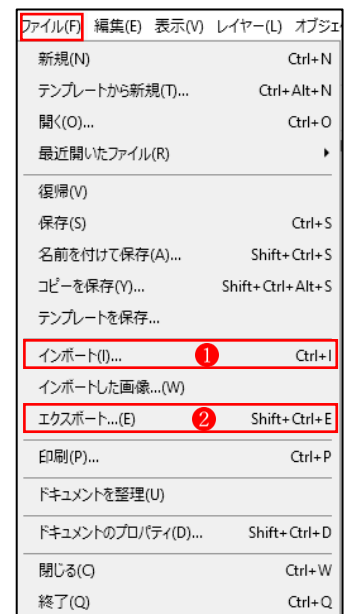 ファイル(F) 編集(E) 表示(V) レイヤー(L) オブジェ
新規(N) Ctrl+N
テンプレートから新規(T)... Ctrl+Alt+N
開く(O)... Ctrl+O
最近開いたファイル(R)
復帰(V)
保存(S) Ctrl+S
名前を付けて保存(A)... Shift+Ctrl+S
コピーを保存(Y)... Shift+Ctrl+Alt+S
テンプレートを保存...
インポート(I)... 1 Ctrl+I
インポートした画像...(W)
エクスポート...(E) 2 Shift+Ctrl+E
印刷(P)... Ctrl+P
ドキュメントを整理(U)
ドキュメントのプロパティ(D)... Shift+Ctrl+D
閉じる(C) Ctrl+W
終了(Q) Ctrl+Q